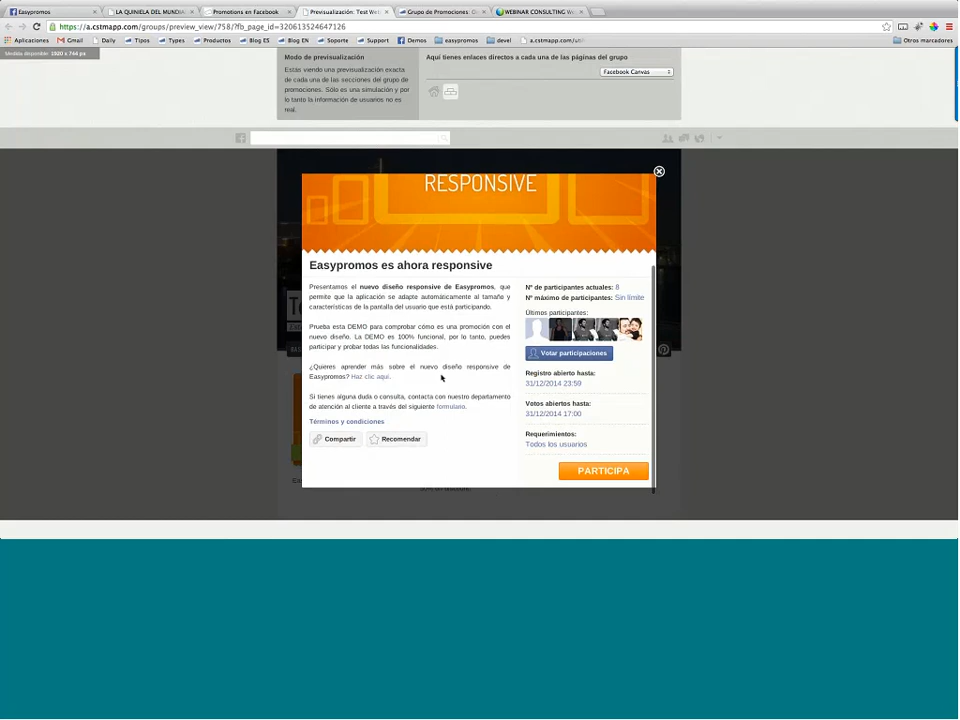 Easypromos
LA QUINIELA DEL MUNDIA
Promotions en Facebook
Previsualización: Test We
Grupo de Promociones: G
WEBINAR CONSULTING W
https://a.cstmapp.com/groups/preview_view/758/?fb_page_id=320613524647126
Aplicaciones
Gmail
Daily
Tipos
Types
Productos
Blog ES
Blog EN
Soporte
Support
Demos
easypromos
devel
a.cstmapp.com/
Otros marcadores
Medida disponible: 1920 x 744 px
Modo de previsualización
Estás viendo una previsualización exacta
de cada una de las secciones del grupo de
promociones. Sólo es una simulación y por
lo tanto la información de usuarios no es
real.
Aquí tienes enlaces directos a cada una de las páginas del grupo
Facebook Canvas
RESPONSIVE
Easypromos es ahora responsive
Presentamos el nuevo diseño responsive de Easypromos, que
permite que la aplicación se adapte automáticamente al tamaño y
características de la pantalla del usuario que está participando.
Prueba esta DEMO para comprobar cómo es una promoción con el
nuevo diseño. La DEMO es 100% funcional, por lo tanto, puedes
participar y probar todas las funcionalidades.
¿Quieres aprender más sobre el nuevo diseño responsive de
Easypromos? Haz clic aquí.
Si tienes alguna duda o consulta, contacta con nuestro departamento
de atención al cliente a través del siguiente formulario.
Términos y condiciones
Compartir
Recomendar
Nº de participantes actuales: 8
Nº máximo de participantes: Sin límite
Últimos participantes:
Votar participaciones
Registro abierto hasta:
31/12/2014 23:59
Votos abiertos hasta:
31/12/2014 17:00
Requerimientos:
Todos los usuarios
PARTICIPA